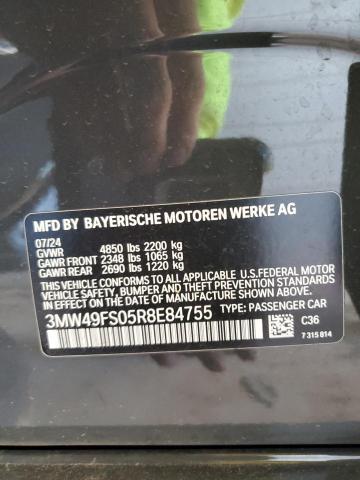 MFD BY BAYERISCHE MOTOREN WERKE AG
07/24
GVWR 4850 lbs 2200 kg
GAWR FRONT 2348 lbs 1065 kg
GAWR REAR 2690 lbs 1220 kg
THIS VEHICLE CONFORMS TO ALL APPLICABLE U.S. FEDERAL MOTOR
VEHICLE SAFETY, BUMPER, AND THEFT PREVENTION STANDARDS IN
EFFECT ON THE DATE OF MANUFACTURE SHOWN ABOVE.
3MW49FS05R8E84755 TYPE: PASSENGER CAR
C36
7 315 814